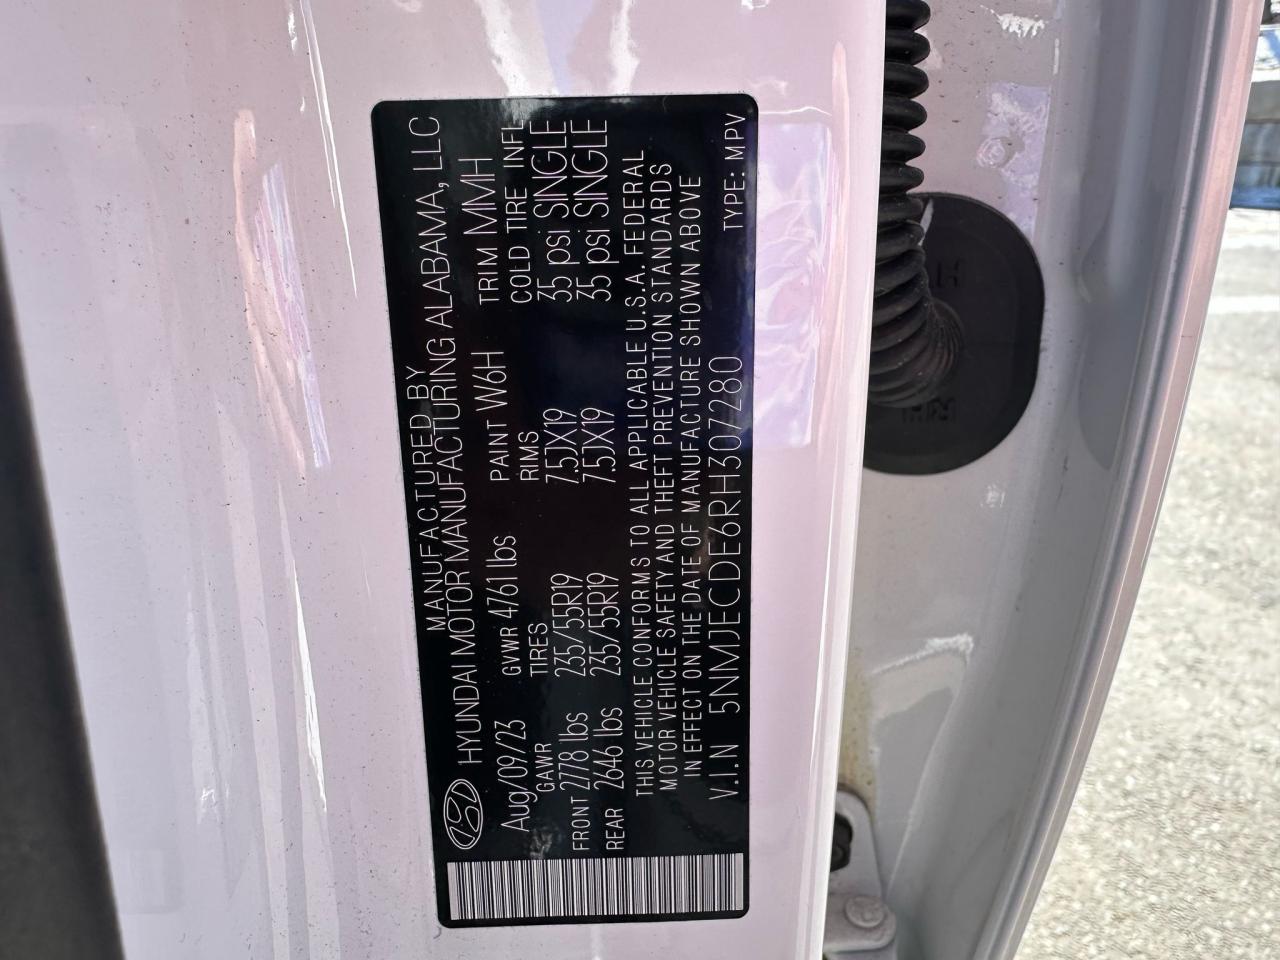 MANUFACTURED BY
HYUNDAI MOTOR MANUFACTURING ALABAMA, LLC
Aug/09/23 GVWR 4761 lbs PAINT W6H TRIM MMH
GAWR TIRES RIMS COLD TIRE INFL
FRONT 2778 lbs 235/55R19 7.5JX19 35 psi SINGLE
REAR 2646 lbs 235/55R19 7.5JX19 35 psi SINGLE
THIS VEHICLE CONFORMS TO ALL APPLICABLE U.S.A. FEDERAL
MOTOR VEHICLE SAFETY AND THEFT PREVENTION STANDARDS
IN EFFECT ON THE DATE OF MANUFACTURE SHOWN ABOVE
V.I.N 5NMJECDE6RH307280 TYPE: MPV